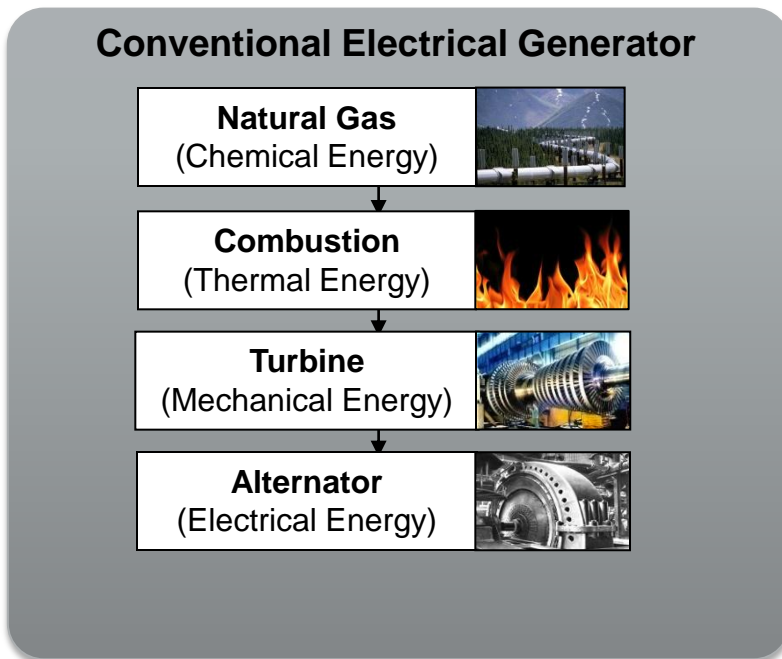 Conventional Electrical Generator
Natural Gas
(Chemical Energy)
Combustion
(Thermal Energy)
Turbine
(Mechanical Energy)
Alternator
(Electrical Energy)